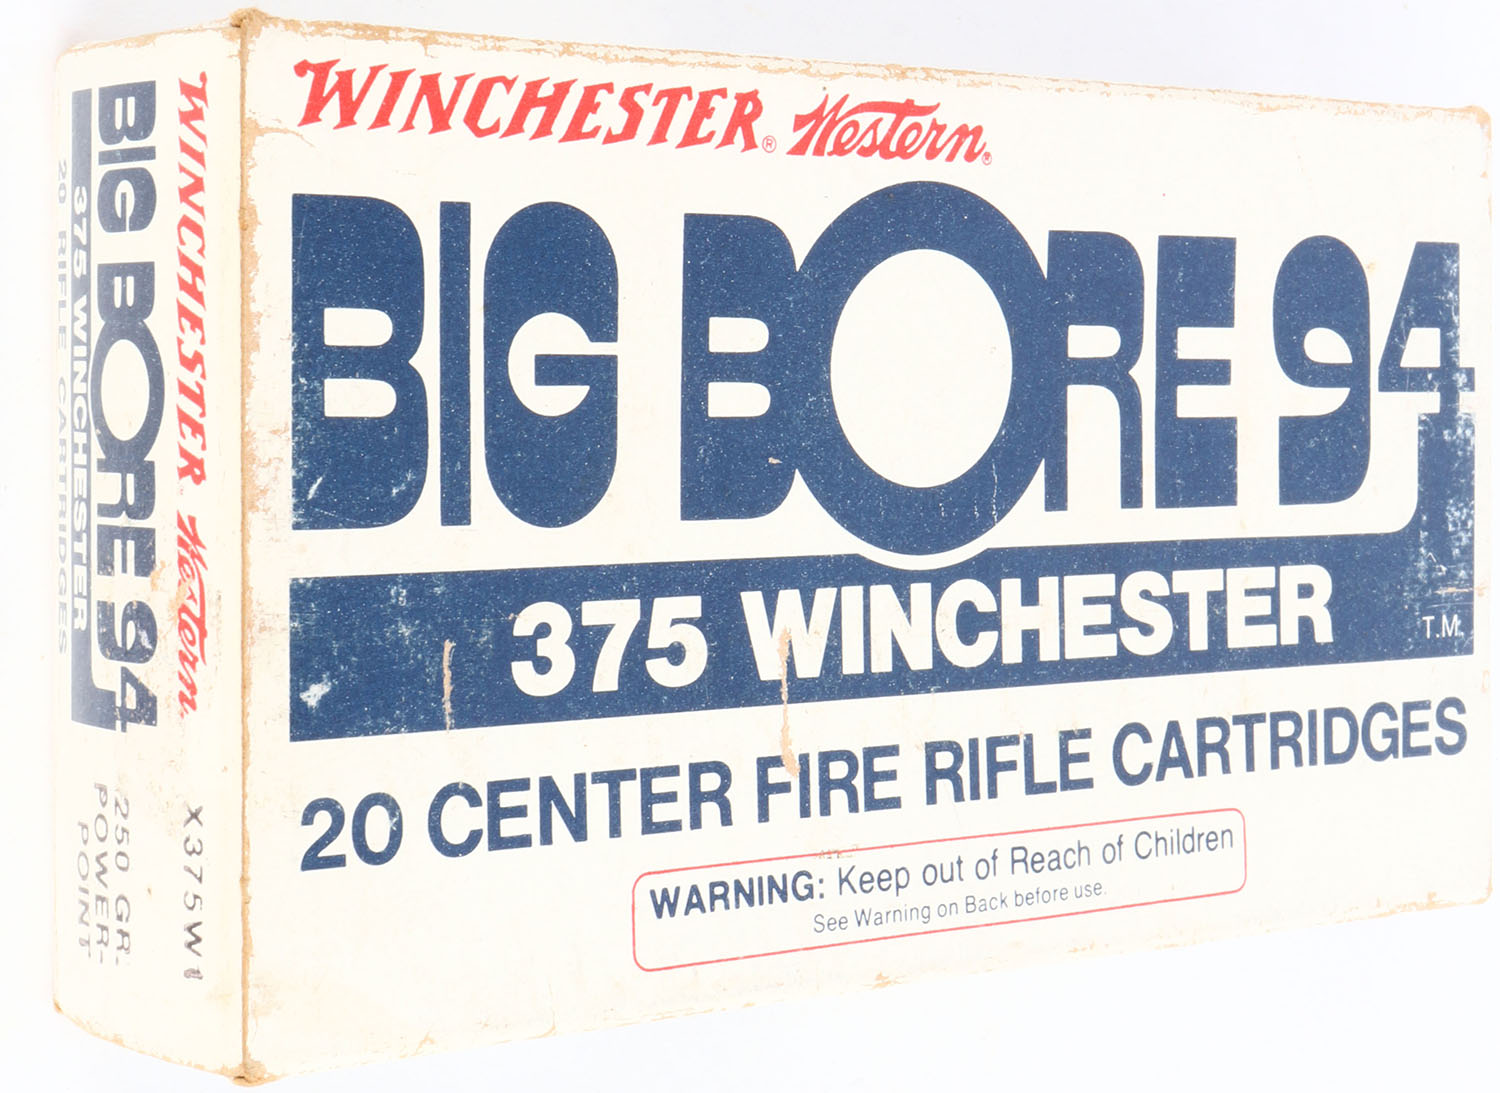 WINCHESTER® Western®
BIG BORE 94
375 WINCHESTER T.M.
20 CENTER FIRE RIFLE CARTRIDGES
WARNING: Keep out of Reach of Children
See Warning on Back before use.
WINCHESTER Western
BIG BORE 94
375 WINCHESTER
20 RIFLE CARTRIDGES
X375W1
250 GR.
POWER-
POINT